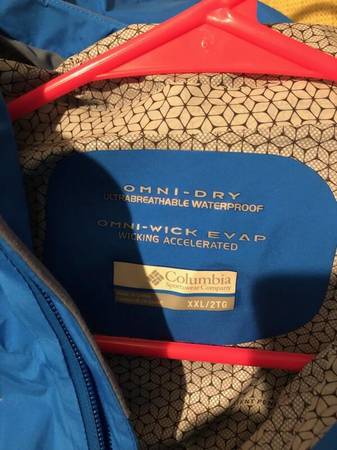 OMNI-DRY
ULTRABREATHABLE WATERPROOF
OMNI-WICK EVAP
WICKING ACCELERATED
Columbia
Sportswear Company
XXL/2TG